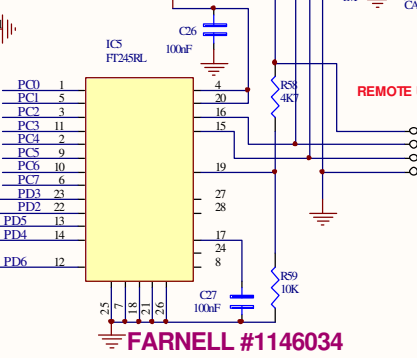 CA
C26
IC5
FT245RL
100nF
PC0 1 4
R58
PC1 5 20
4K7
REMOTE
PC2 3 16
PC3 11 15
PC4 2
PC5 9
PC6 10 19
PC7 6
PD3 23 27
PD2 22 28
PD5 13
PD4 14 17
24
PD6 12 8
R59
10K
C27
100nF
25 7 18 21 26
FARNELL #1146034